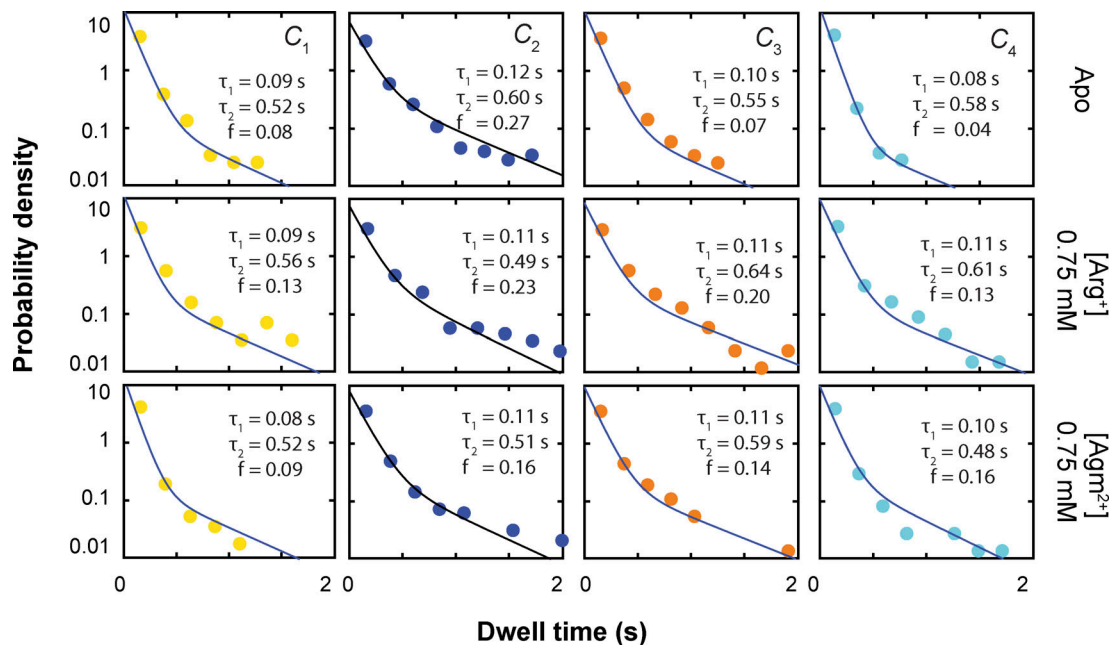 10
1
0.1
0.01
C1
τ1 = 0.09 s
τ2 = 0.52 s
f = 0.08
C2
τ1 = 0.12 s
τ2 = 0.60 s
f = 0.27
C3
τ1 = 0.10 s
τ2 = 0.55 s
f = 0.07
C4
τ1 = 0.08 s
τ2 = 0.58 s
f = 0.04
Apo
Probability density
10
1
0.1
0.01
τ1 = 0.09 s
τ2 = 0.56 s
f = 0.13
τ1 = 0.11 s
τ2 = 0.49 s
f = 0.23
τ1 = 0.11 s
τ2 = 0.64 s
f = 0.20
τ1 = 0.11 s
τ2 = 0.61 s
f = 0.13
[Arg+]
0.75 mM
10
1
0.1
0.01
τ1 = 0.08 s
τ2 = 0.52 s
f = 0.09
τ1 = 0.11 s
τ2 = 0.51 s
f = 0.16
τ1 = 0.11 s
τ2 = 0.59 s
f = 0.14
τ1 = 0.10 s
τ2 = 0.48 s
f = 0.16
[Agm2+]
0.75 mM
0 2 0 2 0 2 0 2
Dwell time (s)